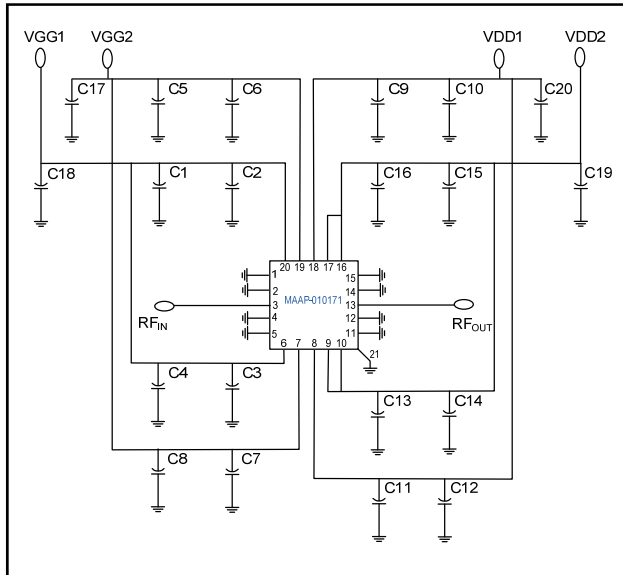 VGG1 VGG2 VDD1 VDD2
C17 C5 C6 C9 C10 C20
C18 C1 C2 C16 C15 C19
20 19 18 17 16
1 15
2 MAAP-010171 14
RFIN 3 13 RFOUT
4 12
5 11
6 7 8 9 10 21
C4 C3 C13 C14
C8 C7 C11 C12